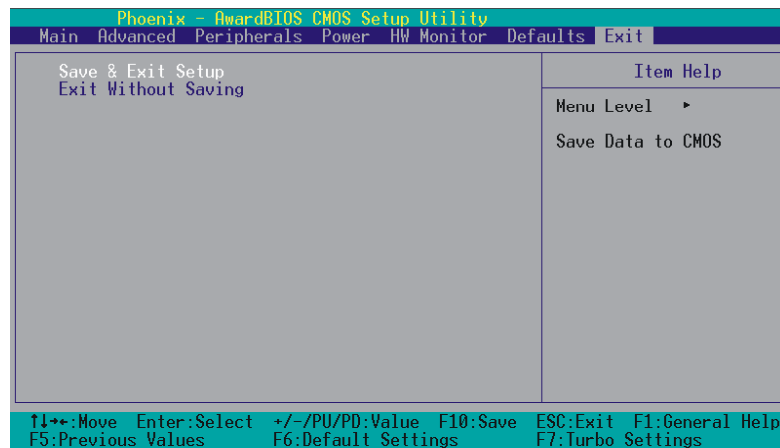 Phoenix - AwardBIOS CMOS Setup Utility
Main Advanced Peripherals Power HW Monitor Defaults Exit
Save & Exit Setup
Exit Without Saving
Item Help
Menu Level ►
Save Data to CMOS
↑↓→←:Move Enter:Select +/-/PU/PD:Value F10:Save ESC:Exit F1:General Help
F5:Previous Values F6:Default Settings F7:Turbo Settings